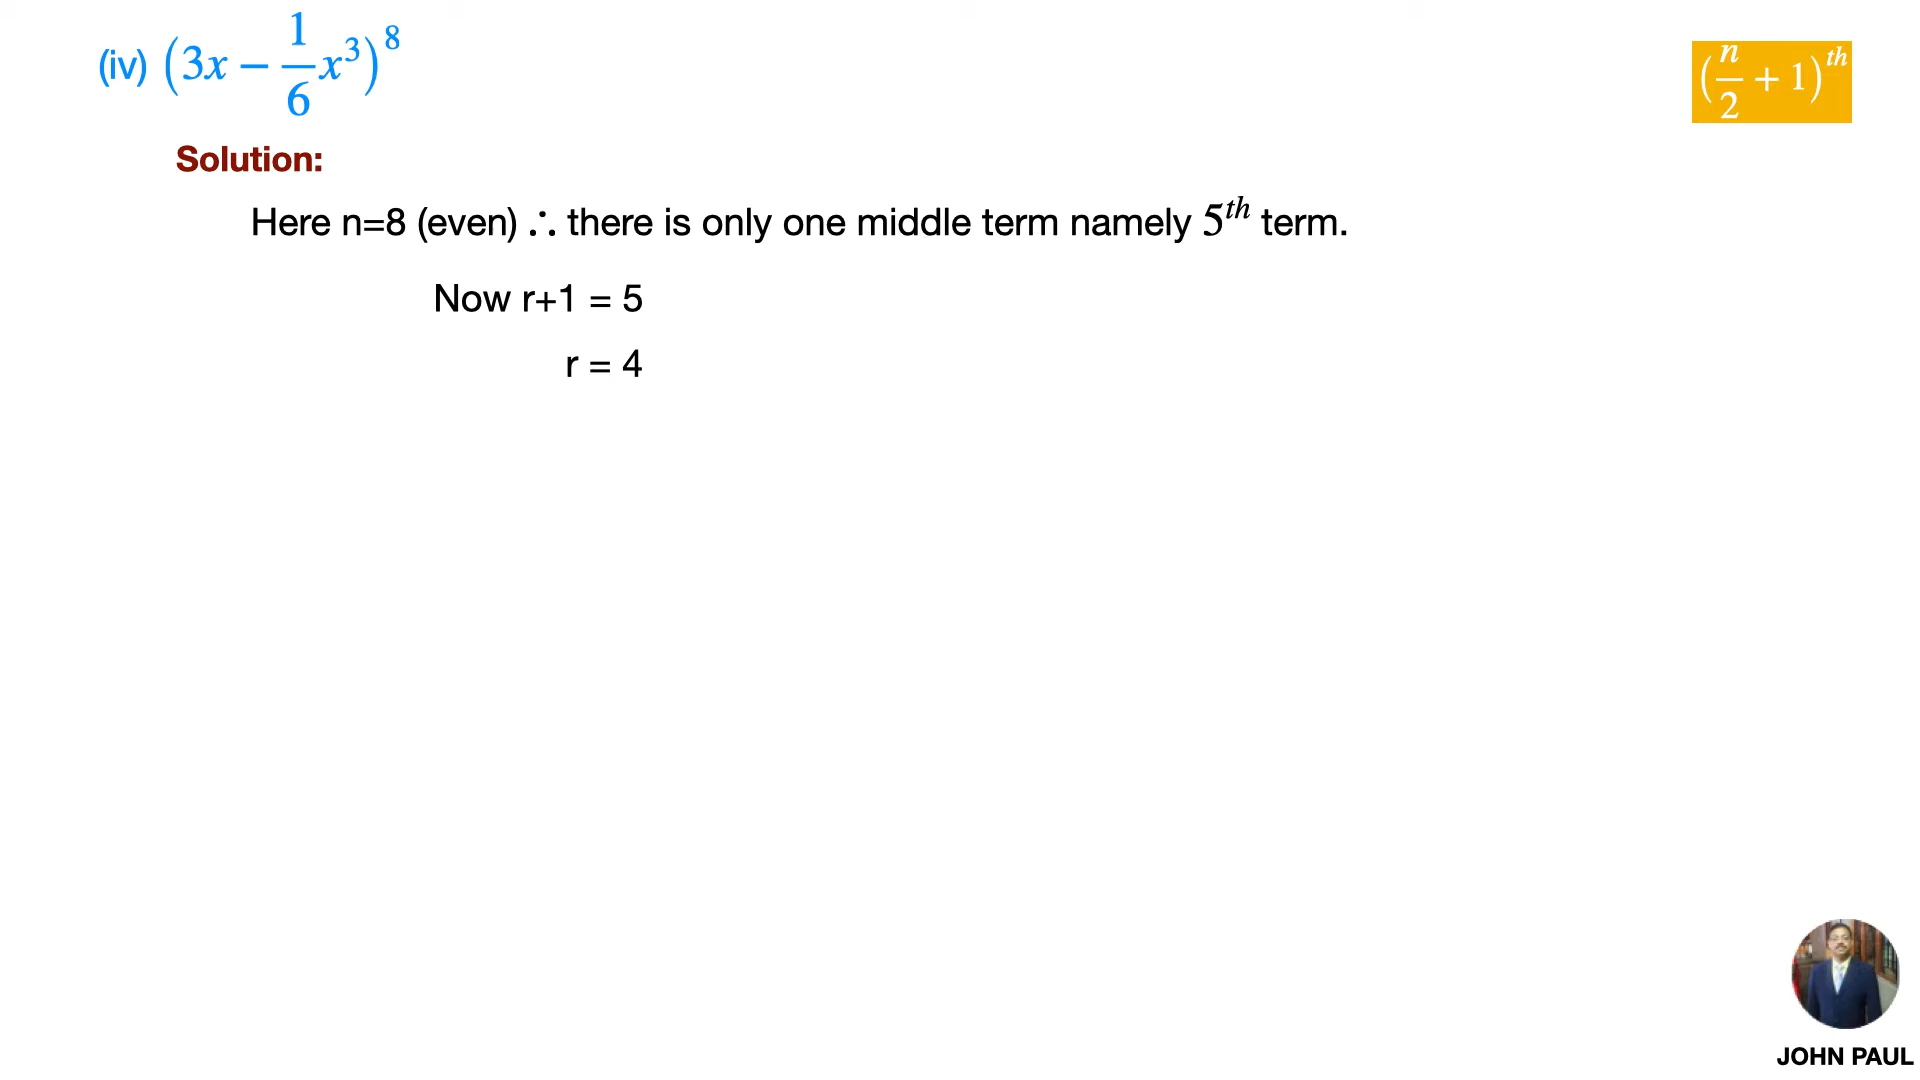 (iv) (3x − 1/6 x³)⁸
(n/2 + 1)ᵗʰ
Solution:
Here n=8 (even) ∴ there is only one middle term namely 5ᵗʰ term.
Now r+1 = 5
r = 4
JOHN PAUL